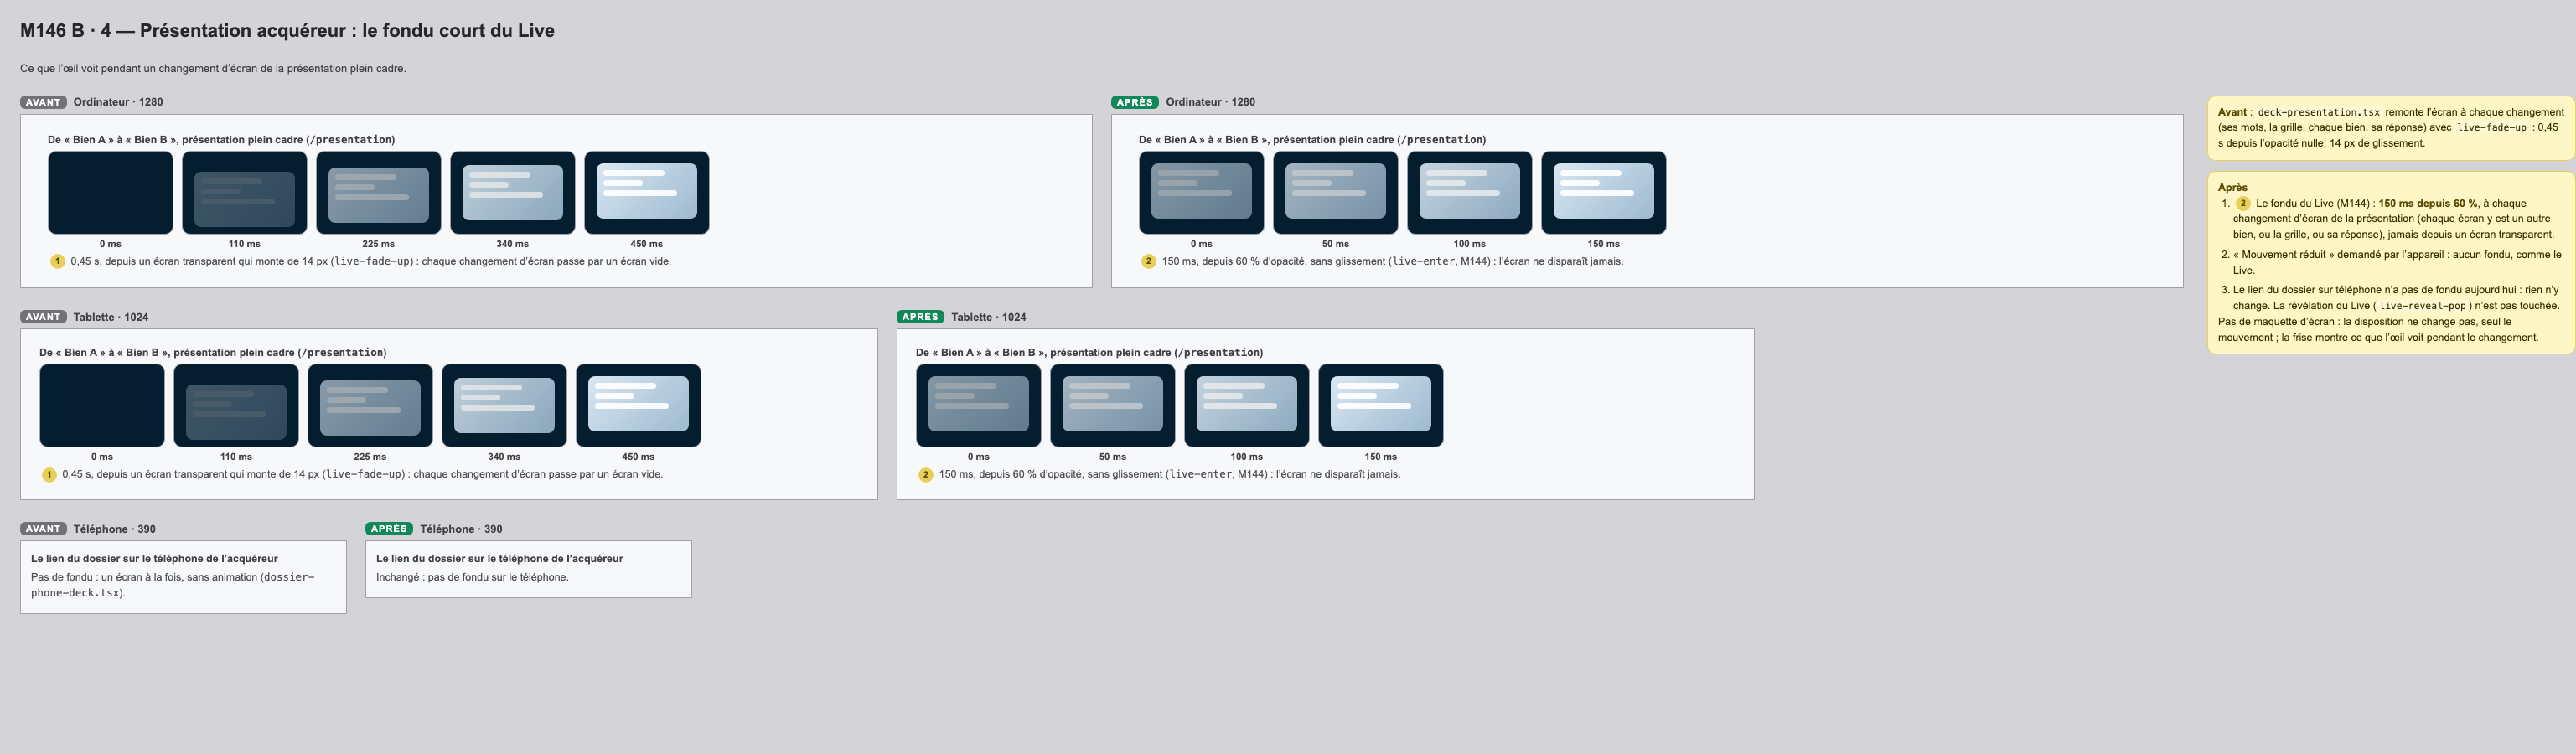 M146 B · 4 — Présentation acquéreur : le fondu court du Live
Ce que l’œil voit pendant un changement d’écran de la présentation plein cadre.
AVANT Ordinateur · 1280
De « Bien A » à « Bien B », présentation plein cadre (/presentation)
0 ms 110 ms 225 ms 340 ms 450 ms
1 0,45 s, depuis un écran transparent qui monte de 14 px (live-fade-up) : chaque changement d’écran passe par un écran vide.
APRÈS Ordinateur · 1280
De « Bien A » à « Bien B », présentation plein cadre (/presentation)
0 ms 50 ms 100 ms 150 ms
2 150 ms, depuis 60 % d’opacité, sans glissement (live-enter, M144) : l’écran ne disparaît jamais.
Avant : deck-presentation.tsx remonte l’écran à chaque changement
(ses mots, la grille, chaque bien, sa réponse) avec live-fade-up : 0,45
s depuis l’opacité nulle, 14 px de glissement.
Après
1. 2 Le fondu du Live (M144) : 150 ms depuis 60 %, à chaque
changement d’écran de la présentation (chaque écran y est un autre
bien, ou la grille, ou sa réponse), jamais depuis un écran transparent.
2. « Mouvement réduit » demandé par l’appareil : aucun fondu, comme le
Live.
3. Le lien du dossier sur téléphone n’a pas de fondu aujourd’hui : rien n’y
change. La révélation du Live (live-reveal-pop) n’est pas touchée.
Pas de maquette d’écran : la disposition ne change pas, seul le
mouvement ; la frise montre ce que l’œil voit pendant le changement.
AVANT Tablette · 1024
De « Bien A » à « Bien B », présentation plein cadre (/presentation)
0 ms 110 ms 225 ms 340 ms 450 ms
1 0,45 s, depuis un écran transparent qui monte de 14 px (live-fade-up) : chaque changement d’écran passe par un écran vide.
APRÈS Tablette · 1024
De « Bien A » à « Bien B », présentation plein cadre (/presentation)
0 ms 50 ms 100 ms 150 ms
2 150 ms, depuis 60 % d’opacité, sans glissement (live-enter, M144) : l’écran ne disparaît jamais.
AVANT Téléphone · 390
Le lien du dossier sur le téléphone de l’acquéreur
Pas de fondu : un écran à la fois, sans animation (dossier-
phone-deck.tsx).
APRÈS Téléphone · 390
Le lien du dossier sur le téléphone de l’acquéreur
Inchangé : pas de fondu sur le téléphone.